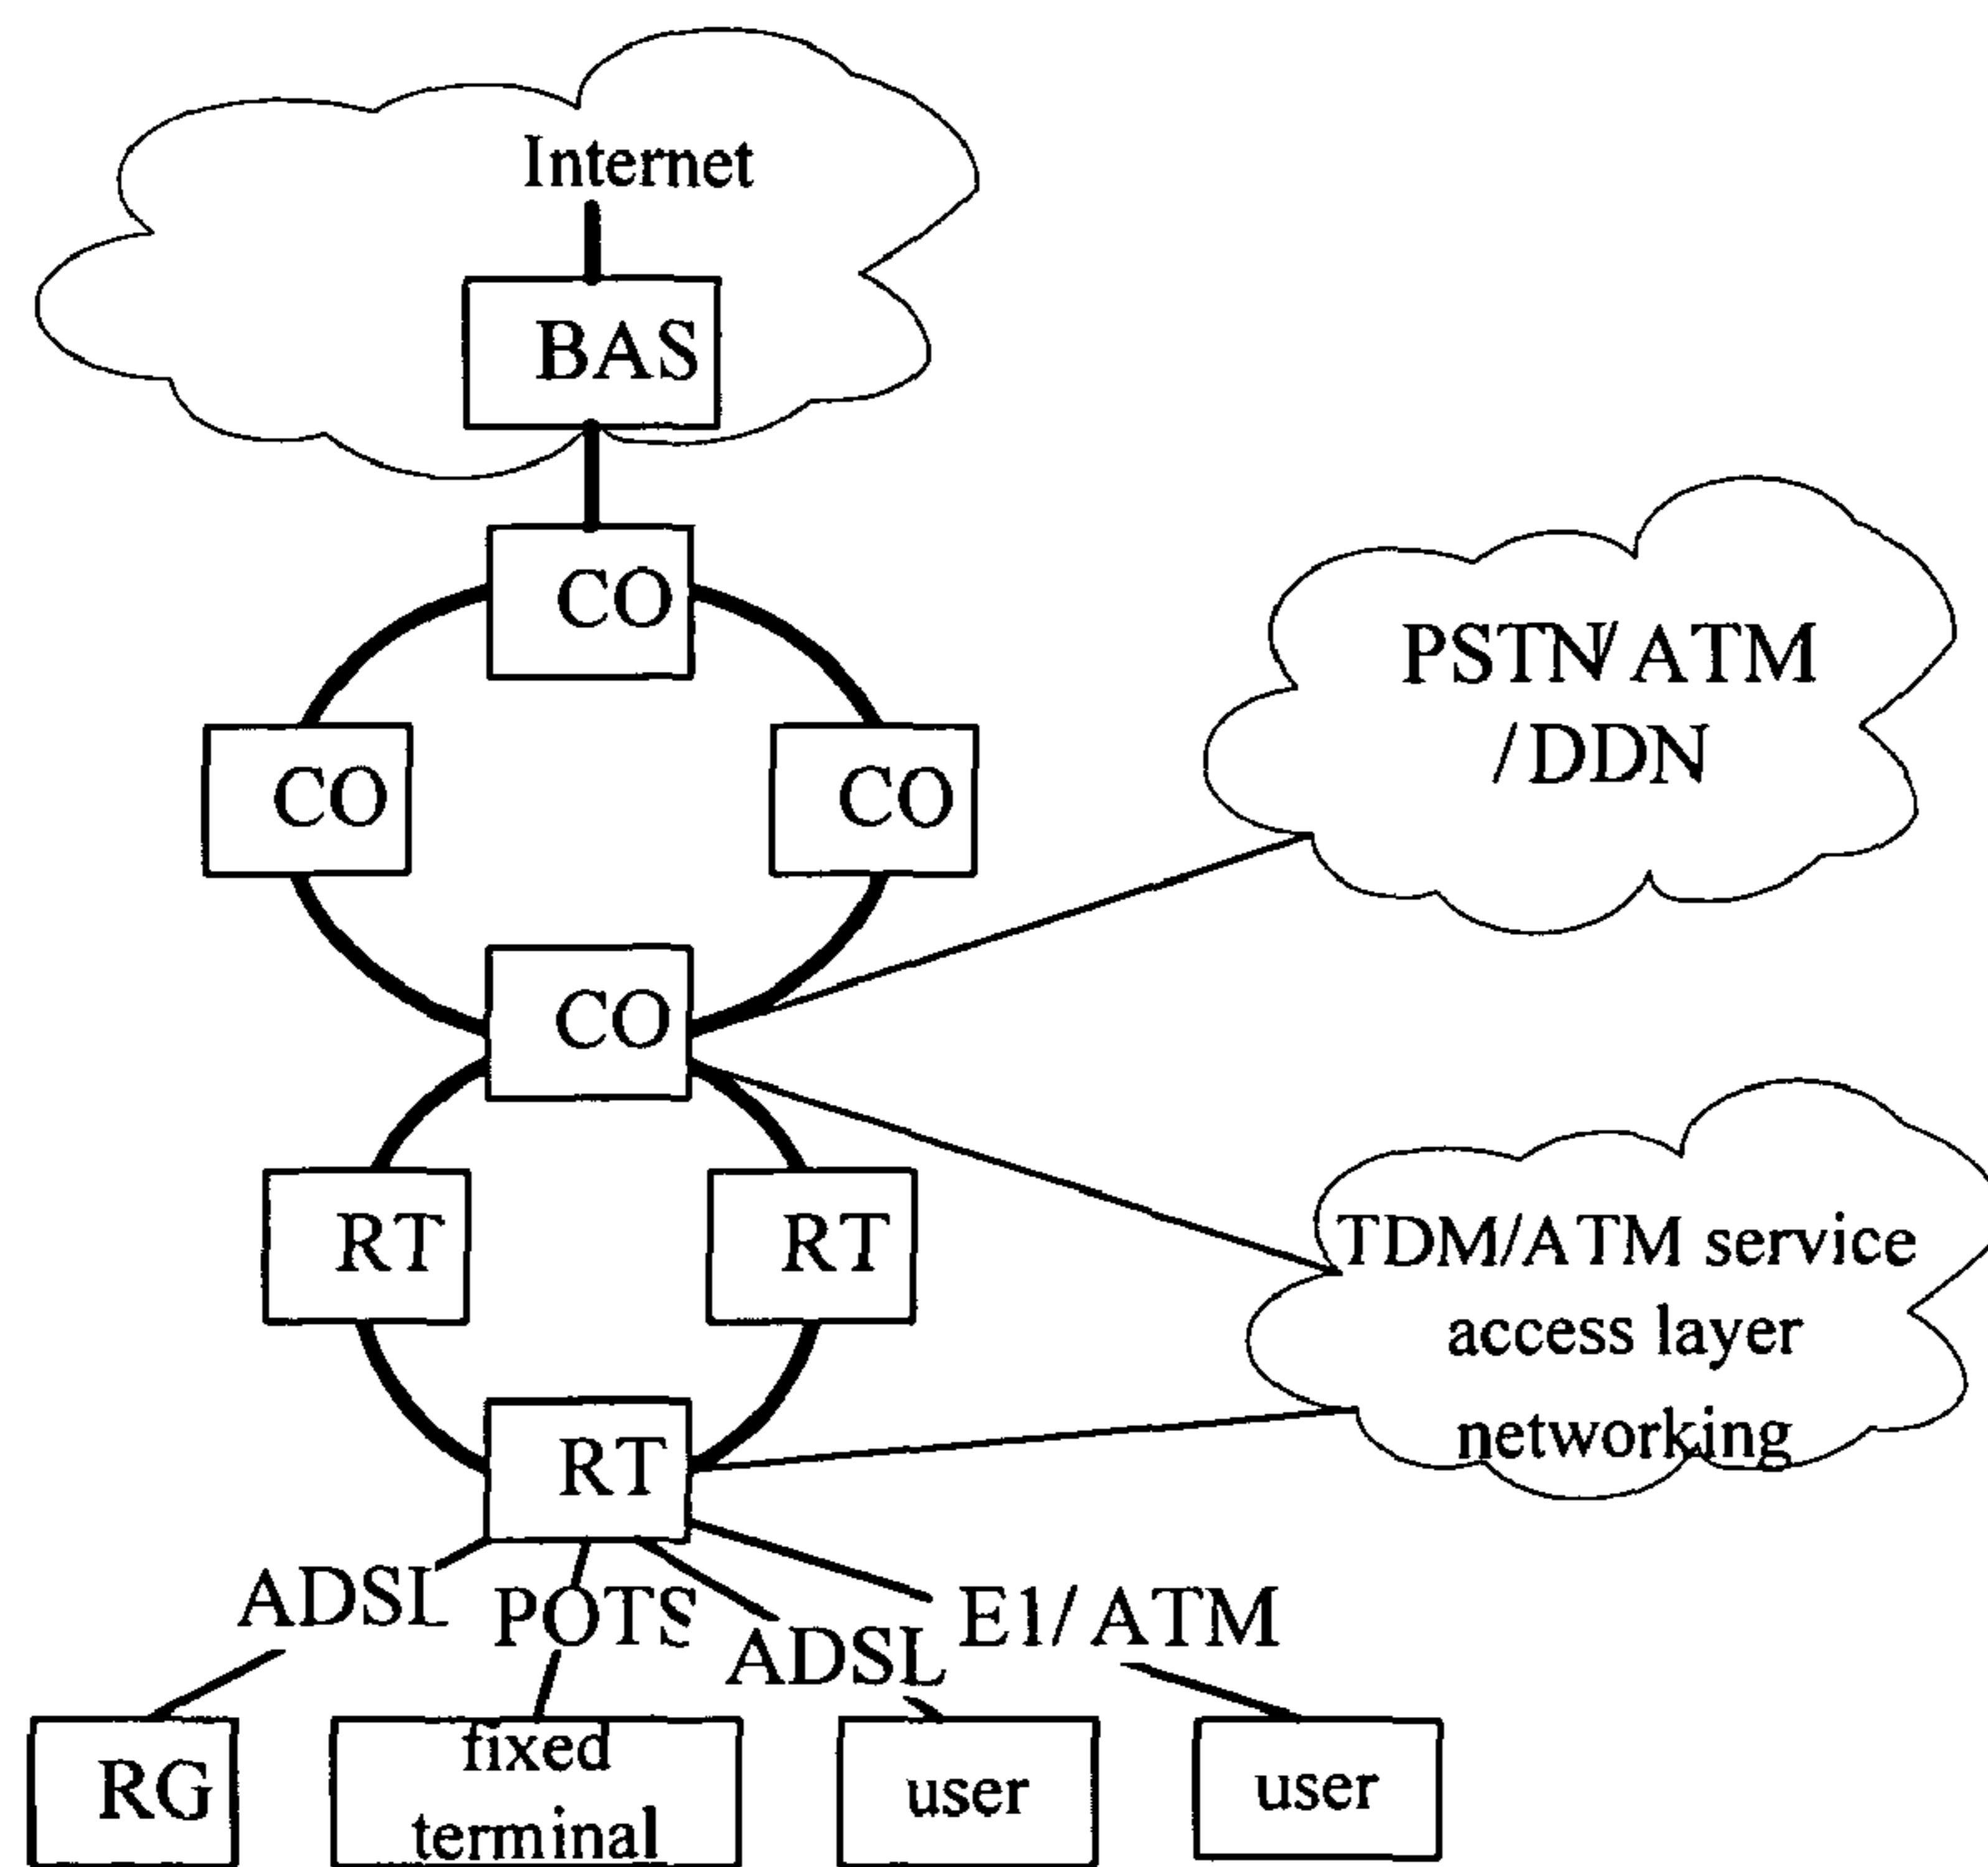 Internet
BAS
CO
CO
CO
PSTN/ATM
/DDN
CO
RT
RT
TDM/ATM service
access layer
networking
RT
ADSL
POTS
ADSL
E1/ATM
RG
fixed
terminal
user
user